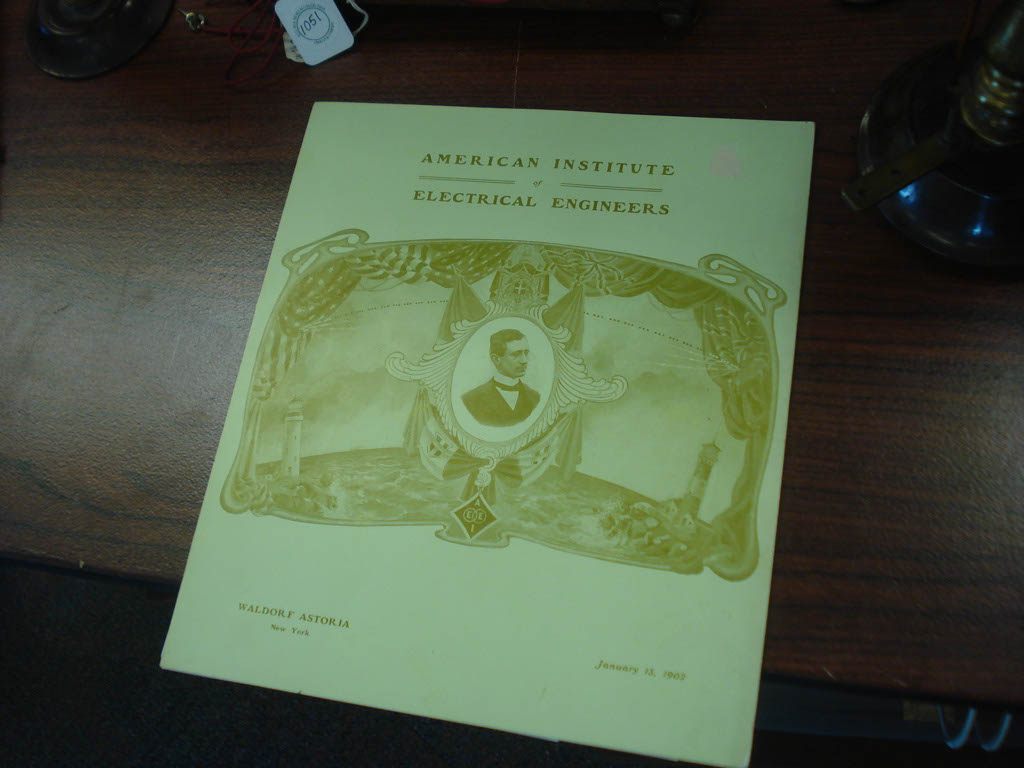 1051
AMERICAN INSTITUTE
of
ELECTRICAL ENGINEERS
WALDORF ASTORIA
New York
January 13, 1902